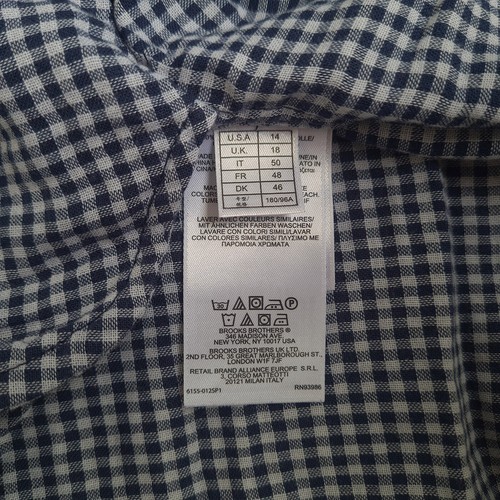 U.S.A 14
U.K. 18
IT 50
FR 48
DK 46
160/96A
LAVER AVEC COULEURS SIMILAIRES/
MIT ÄHNLICHEN FARBEN WASCHEN/
LAVARE CON COLORI SIMILI/LAVAR
CON COLORES SIMILARES/ ΠΛΥΣΙΜΟ ΜΕ
ΠΑΡΟΜΟΙΑ ΧΡΩΜΑΤΑ
BROOKS BROTHERS ®
346 MADISON AVE
NEW YORK, NY 10017 USA
BROOKS BROTHERS UK LTD.
2ND FLOOR, 35 GREAT MARLBOROUGH ST.,
LONDON W1F 7JF
RETAIL BRAND ALLIANCE EUROPE S.R.L.
3, CORSO MATTEOTTI
20121 MILAN ITALY
6155-0125P1 RN93986